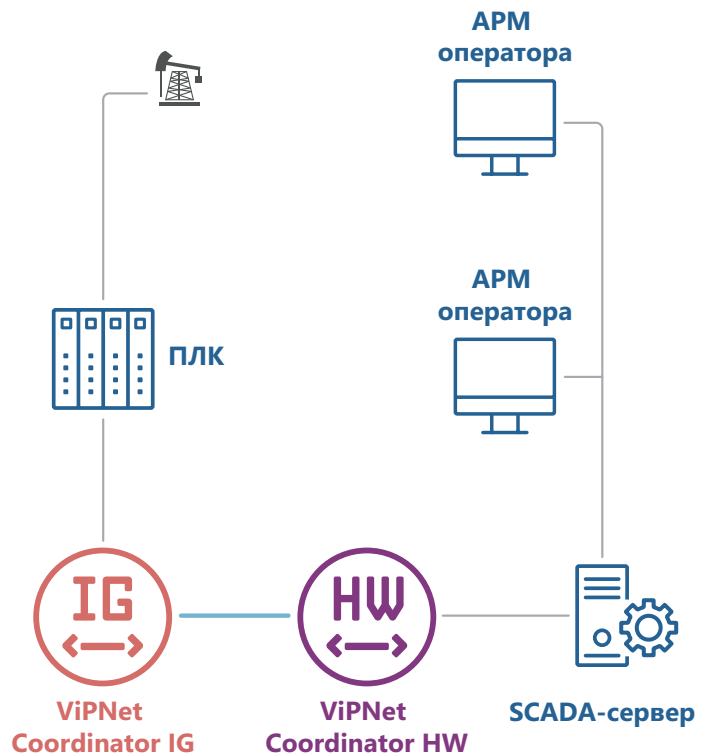 АРМ
оператора
АРМ
оператора
ПЛК
IG
HW
ViPNet
Coordinator IG
ViPNet
Coordinator HW
SCADA-сервер